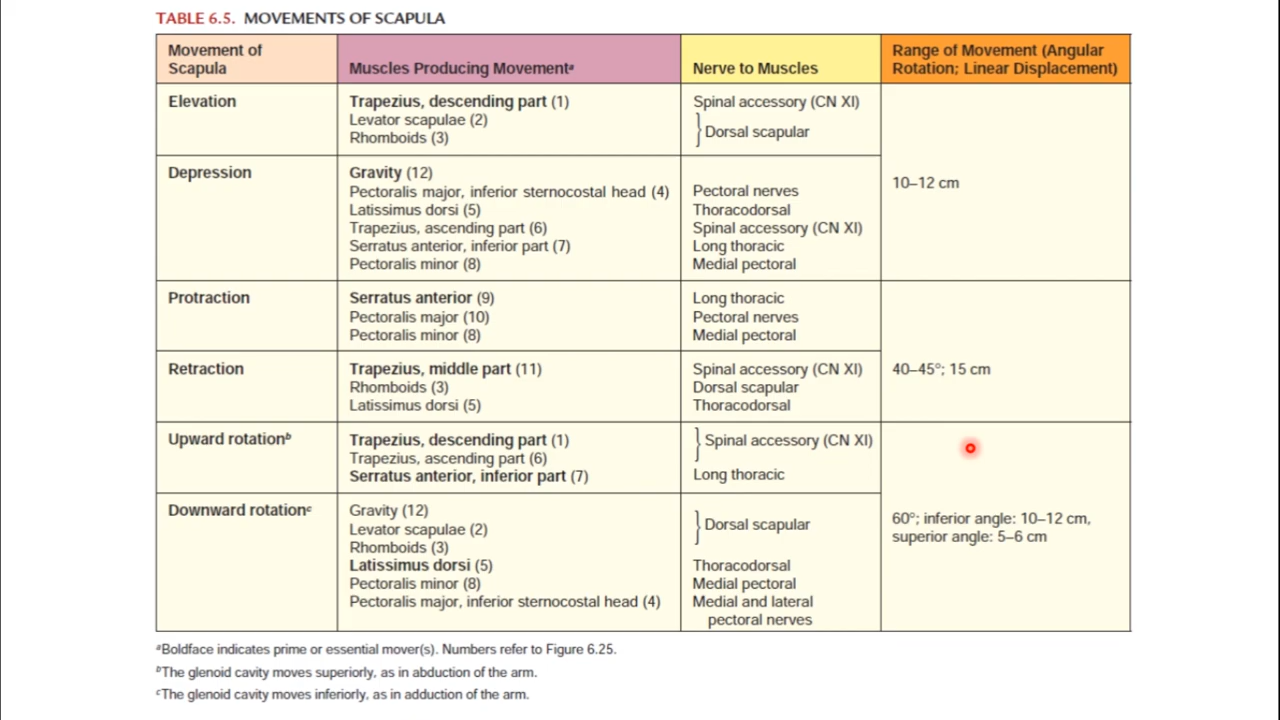 TABLE 6.5. MOVEMENTS OF SCAPULA
Movement of
Scapula
Muscles Producing Movementᵃ
Nerve to Muscles
Range of Movement (Angular
Rotation; Linear Displacement)
Elevation
Trapezius, descending part (1)
Levator scapulae (2)
Rhomboids (3)
Spinal accessory (CN XI)
Dorsal scapular
10–12 cm
Depression
Gravity (12)
Pectoralis major, inferior sternocostal head (4)
Latissimus dorsi (5)
Trapezius, ascending part (6)
Serratus anterior, inferior part (7)
Pectoralis minor (8)
Pectoral nerves
Thoracodorsal
Spinal accessory (CN XI)
Long thoracic
Medial pectoral
Protraction
Serratus anterior (9)
Pectoralis major (10)
Pectoralis minor (8)
Long thoracic
Pectoral nerves
Medial pectoral
40–45°; 15 cm
Retraction
Trapezius, middle part (11)
Rhomboids (3)
Latissimus dorsi (5)
Spinal accessory (CN XI)
Dorsal scapular
Thoracodorsal
Upward rotationᵇ
Trapezius, descending part (1)
Trapezius, ascending part (6)
Serratus anterior, inferior part (7)
Spinal accessory (CN XI)
Long thoracic
60°; inferior angle: 10–12 cm,
superior angle: 5–6 cm
Downward rotationᶜ
Gravity (12)
Levator scapulae (2)
Rhomboids (3)
Latissimus dorsi (5)
Pectoralis minor (8)
Pectoralis major, inferior sternocostal head (4)
Dorsal scapular
Thoracodorsal
Medial pectoral
Medial and lateral
pectoral nerves
ᵃBoldface indicates prime or essential mover(s). Numbers refer to Figure 6.25.
ᵇThe glenoid cavity moves superiorly, as in abduction of the arm.
ᶜThe glenoid cavity moves inferiorly, as in adduction of the arm.